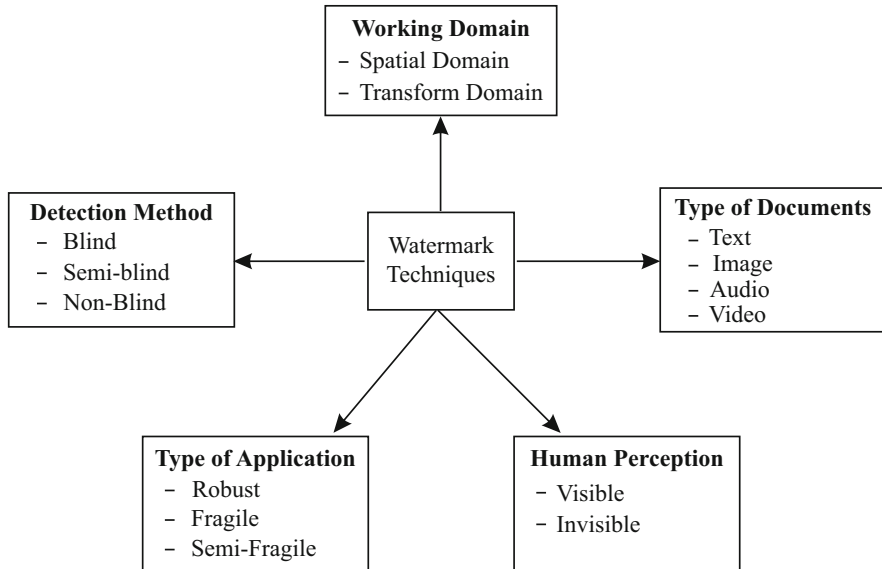 Working Domain
– Spatial Domain
– Transform Domain
Detection Method
– Blind
– Semi-blind
– Non-Blind
Watermark
Techniques
Type of Documents
– Text
– Image
– Audio
– Video
Type of Application
– Robust
– Fragile
– Semi-Fragile
Human Perception
– Visible
– Invisible